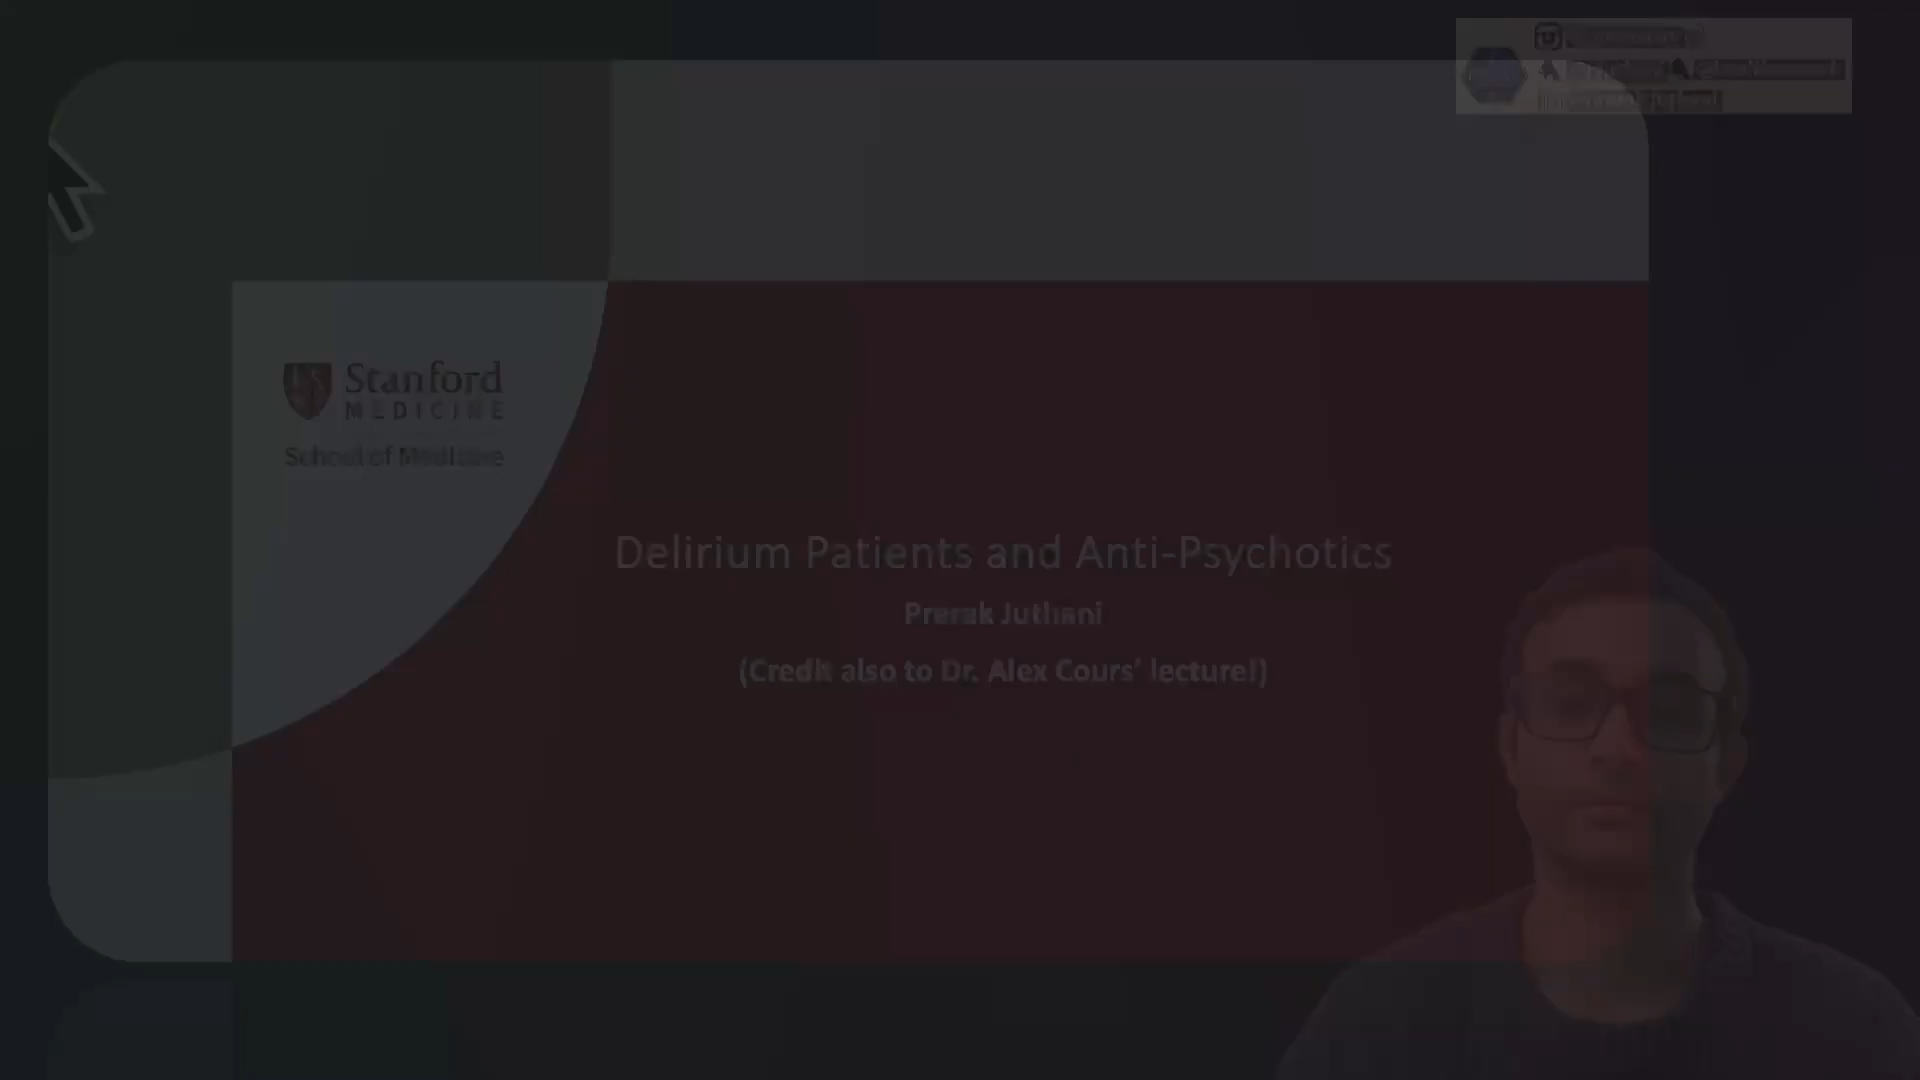 Stanford
MEDICINE
School of Medicine
Delirium Patients and Anti-Psychotics
Prerak Juthani
(Credit also to Dr. Alex Cours’ lecture!)